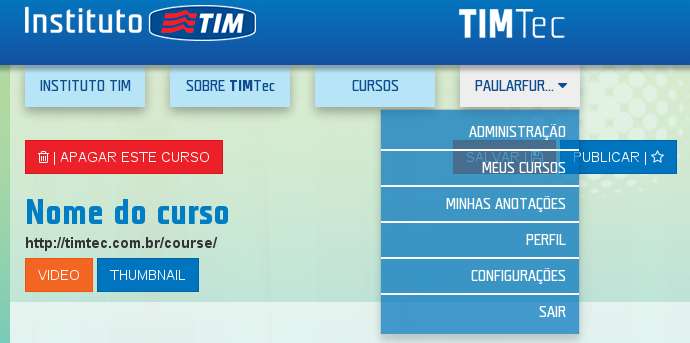 Instituto TIM
TIMTec
INSTITUTO TIM
SOBRE TIMTec
CURSOS
PAULARFUR...
ADMINISTRAÇÃO
MEUS CURSOS
MINHAS ANOTAÇÕES
PERFIL
CONFIGURAÇÕES
SAIR
| APAGAR ESTE CURSO
SALVAR |
PUBLICAR |
Nome do curso
http://timtec.com.br/course/
VIDEO
THUMBNAIL